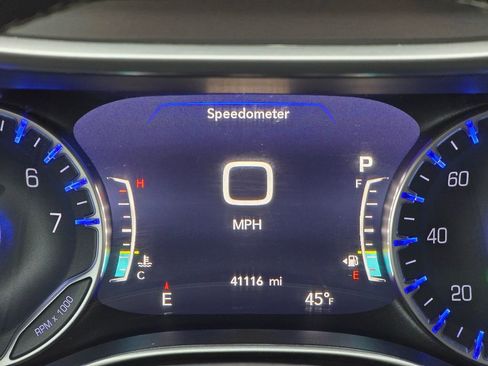 Speedometer
0
MPH
P
H
C
F
E
41116 mi
E
45°F
6
7
RPM x 1000
60
40
20